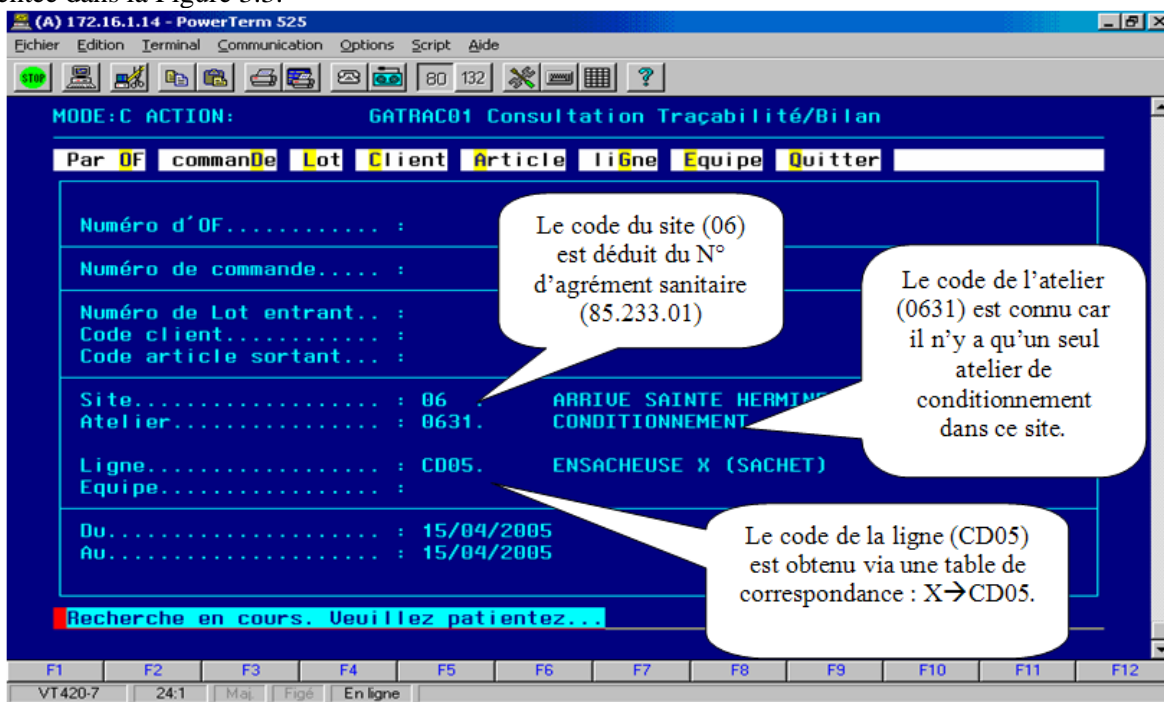 entée dans la Figure 3.3.
(A) 172.16.1.14 - PowerTerm 525
Fichier Edition Terminal Communication Options Script Aide
STOP 80 132 ?
MODE:C ACTION: GATRAC01 Consultation Traçabilité/Bilan
Par OF commanDe Lot Client Article liGne Equipe Quitter
Numéro d'OF............ :
Numéro de commande..... :
Numéro de Lot entrant.. :
Code client............ :
Code article sortant... :
Le code du site (06)
est déduit du N°
d'agrément sanitaire
(85.233.01)
Le code de l'atelier
(0631) est connu car
il n'y a qu'un seul
atelier de
conditionnement
dans ce site.
Site................... : 06 . ARRIVE SAINTE HERMINE
Atelier................ : 0631. CONDITIONNEMENT
Ligne.................. : CD05. ENSACHEUSE X (SACHET)
Equipe................. :
Du..................... : 15/04/2005
Au..................... : 15/04/2005
Le code de la ligne (CD05)
est obtenu via une table de
correspondance : X→CD05.
Recherche en cours. Veuillez patientez...
F1 F2 F3 F4 F5 F6 F7 F8 F9 F10 F11 F12
VT420-7 24:1 Maj. Figé En ligne